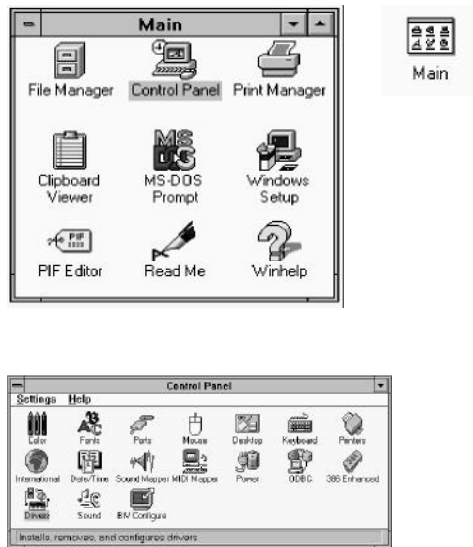 Main
File Manager Control Panel Print Manager
Main
Clipboard Viewer
MS-DOS Prompt
Windows Setup
PIF
PIF Editor Read Me Winhelp
Control Panel
Settings Help
Color Fonts Ports Mouse Desktop Keyboard Printers
International Date/Time Sound Mapper MIDI Mapper Power ODBC 386 Enhanced
Drivers Sound
Installs, removes, and configures drivers